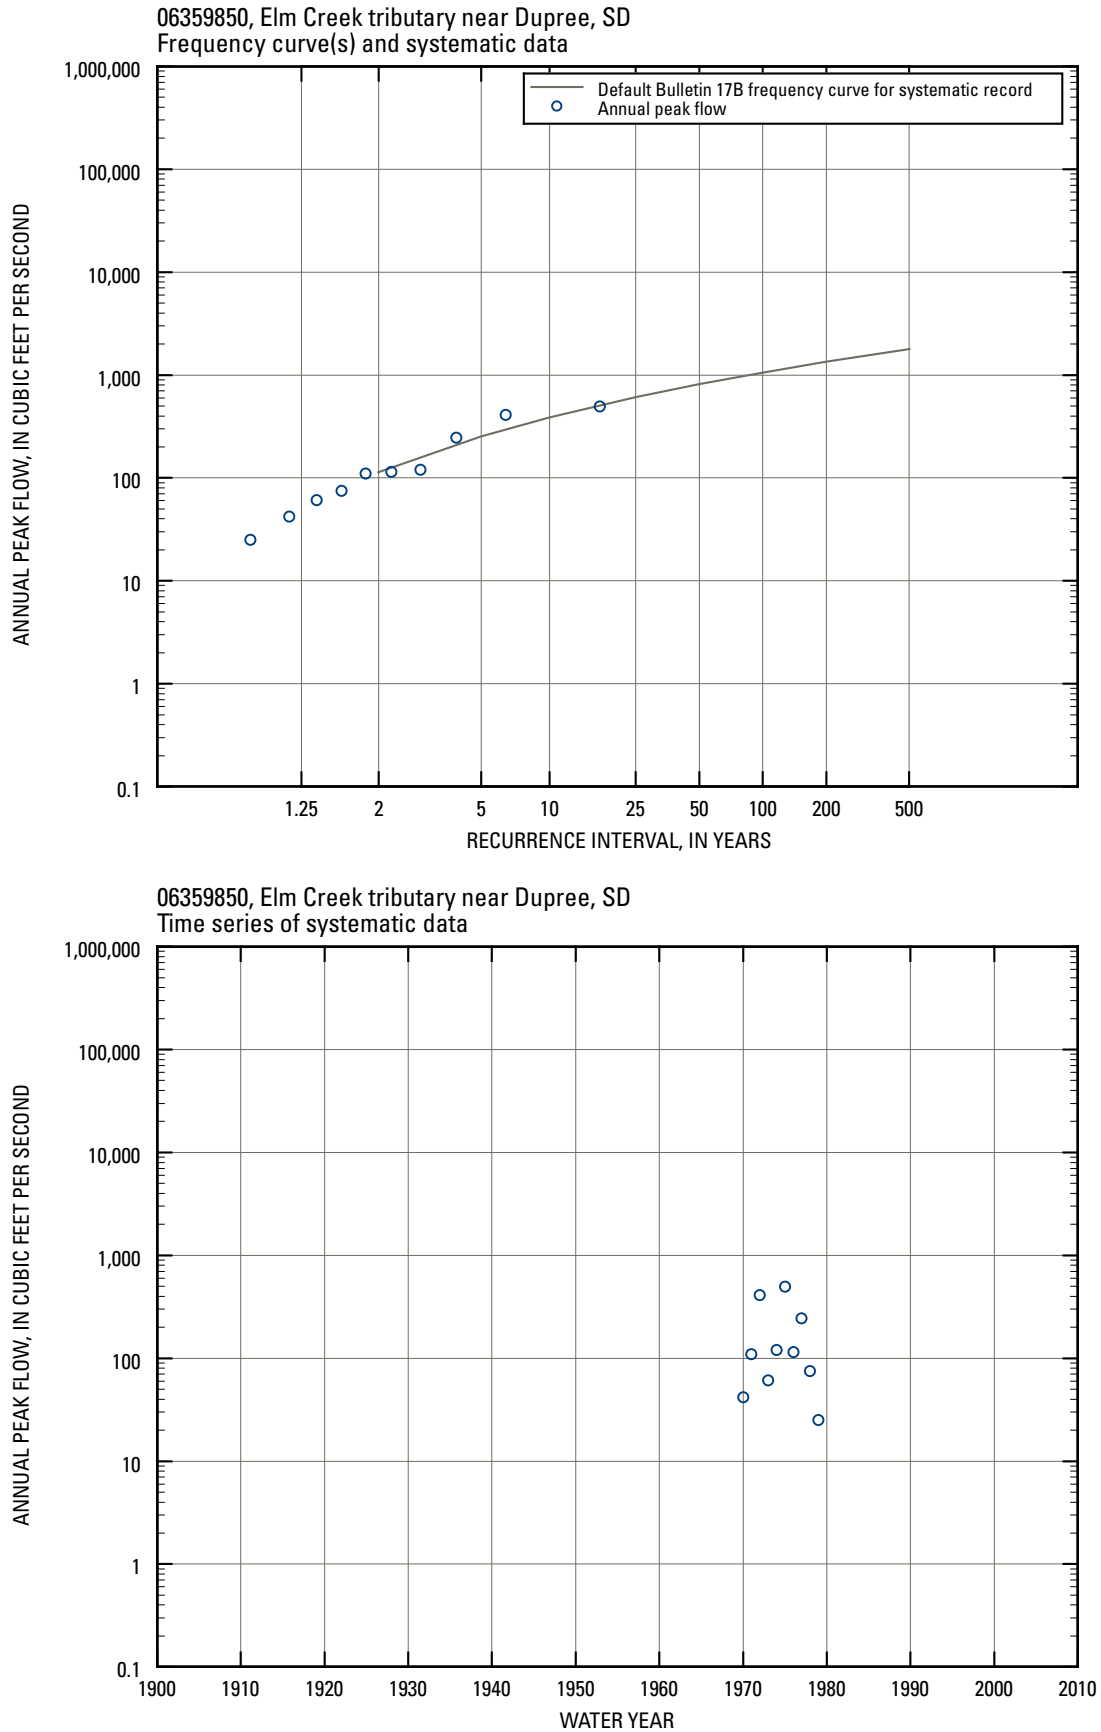 06359850, Elm Creek tributary near Dupree, SD
Frequency curve(s) and systematic data
1,000,000
100,000
10,000
1,000
100
10
1
0.1
ANNUAL PEAK FLOW, IN CUBIC FEET PER SECOND
Default Bulletin 17B frequency curve for systematic record
Annual peak flow
1.25 2 5 10 25 50 100 200 500
RECURRENCE INTERVAL, IN YEARS
06359850, Elm Creek tributary near Dupree, SD
Time series of systematic data
1,000,000
100,000
10,000
1,000
100
10
1
0.1
ANNUAL PEAK FLOW, IN CUBIC FEET PER SECOND
1900 1910 1920 1930 1940 1950 1960 1970 1980 1990 2000 2010
WATER YEAR